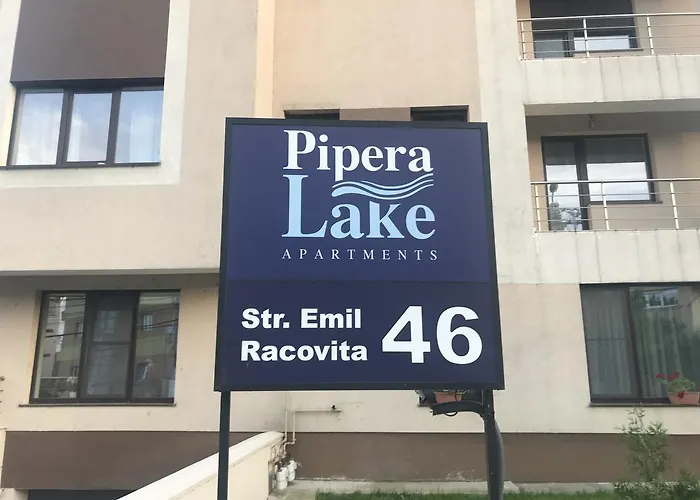 Pipera
Lake
APARTMENTS
Str. Emil
Racovita 46